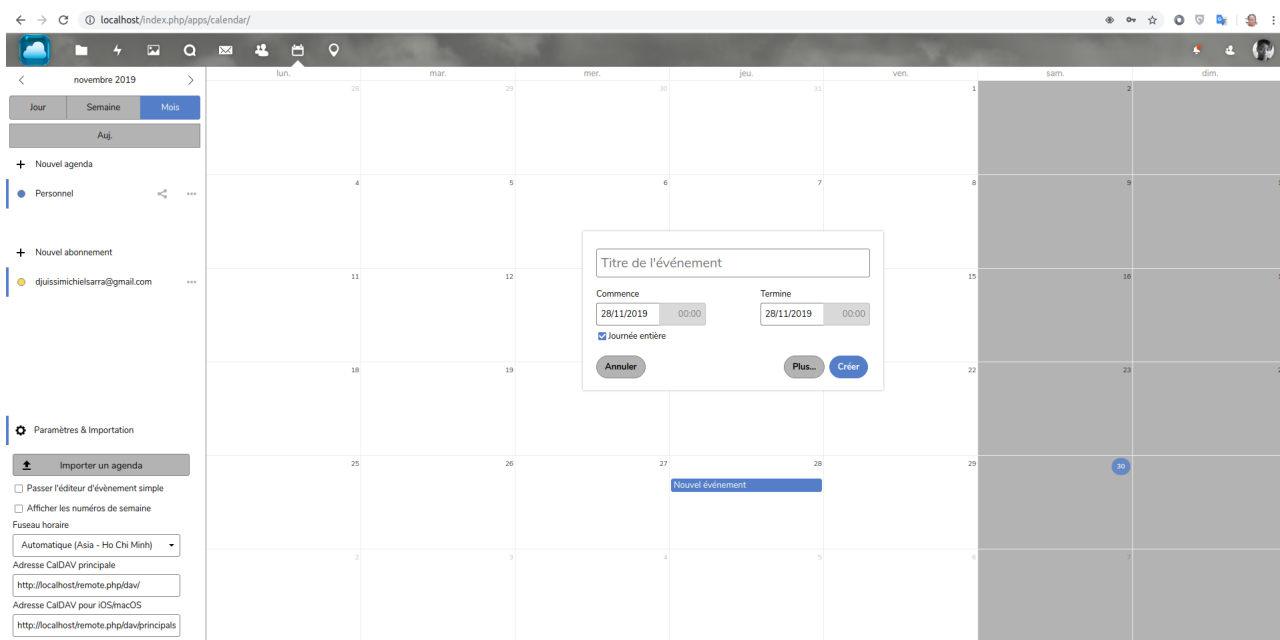 localhost/index.php/apps/calendar/
novembre 2019
lun. mar. mer. jeu. ven. sam. dim.
Jour Semaine Mois
Auj.
Nouvel agenda
Personnel
Nouvel abonnement
djuissimichielsarra@gmail.com
Paramètres & Importation
Importer un agenda
Passer l'éditeur d'évènement simple
Afficher les numéros de semaine
Fuseau horaire
Automatique (Asia - Ho Chi Minh)
Adresse CalDAV principale
http://localhost/remote.php/dav/
Adresse CalDAV pour iOS/macOS
http://localhost/remote.php/dav/principals
28 29 30 31 1 2
4 5 6 7 8 9 1
11 12 15 16 1
18 19 22 23 2
25 26 27 28 29 30
Nouvel événement
2 3 4 5 6 7
Titre de l'événement
Commence Termine
28/11/2019 00:00 28/11/2019 00:00
Journée entière
Annuler Plus... Créer